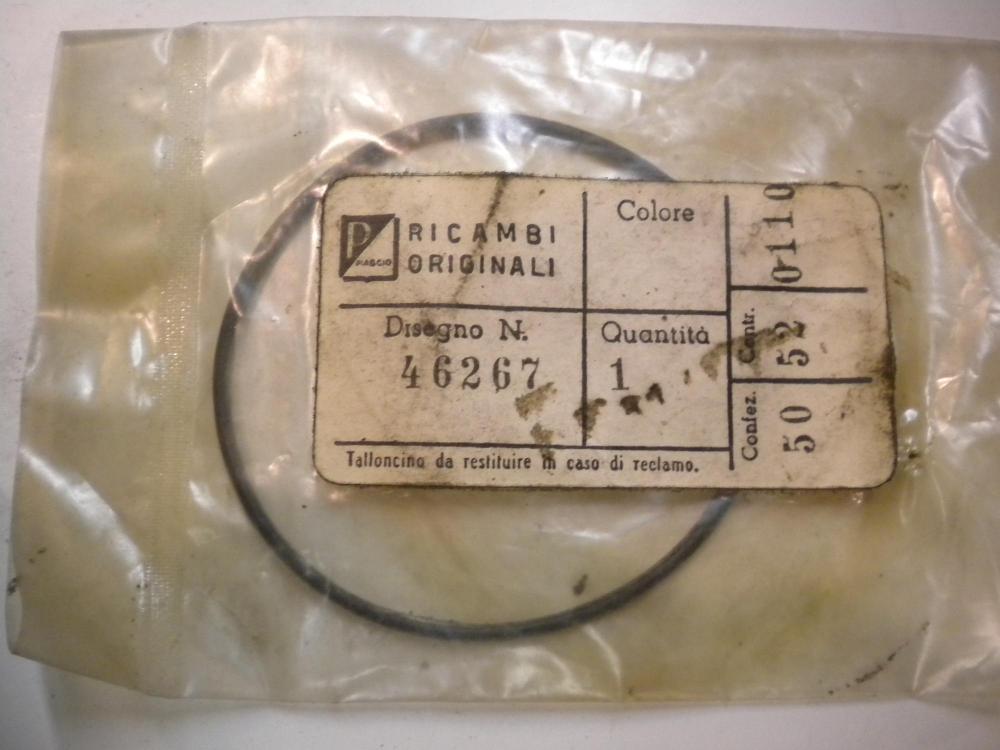 P
PIAGGIO
RICAMBI
ORIGINALI
Colore
Disegno N.
46267
Quantità
1
0110
Contr.
52
Confez.
50
Talloncino da restituire in caso di reclamo.